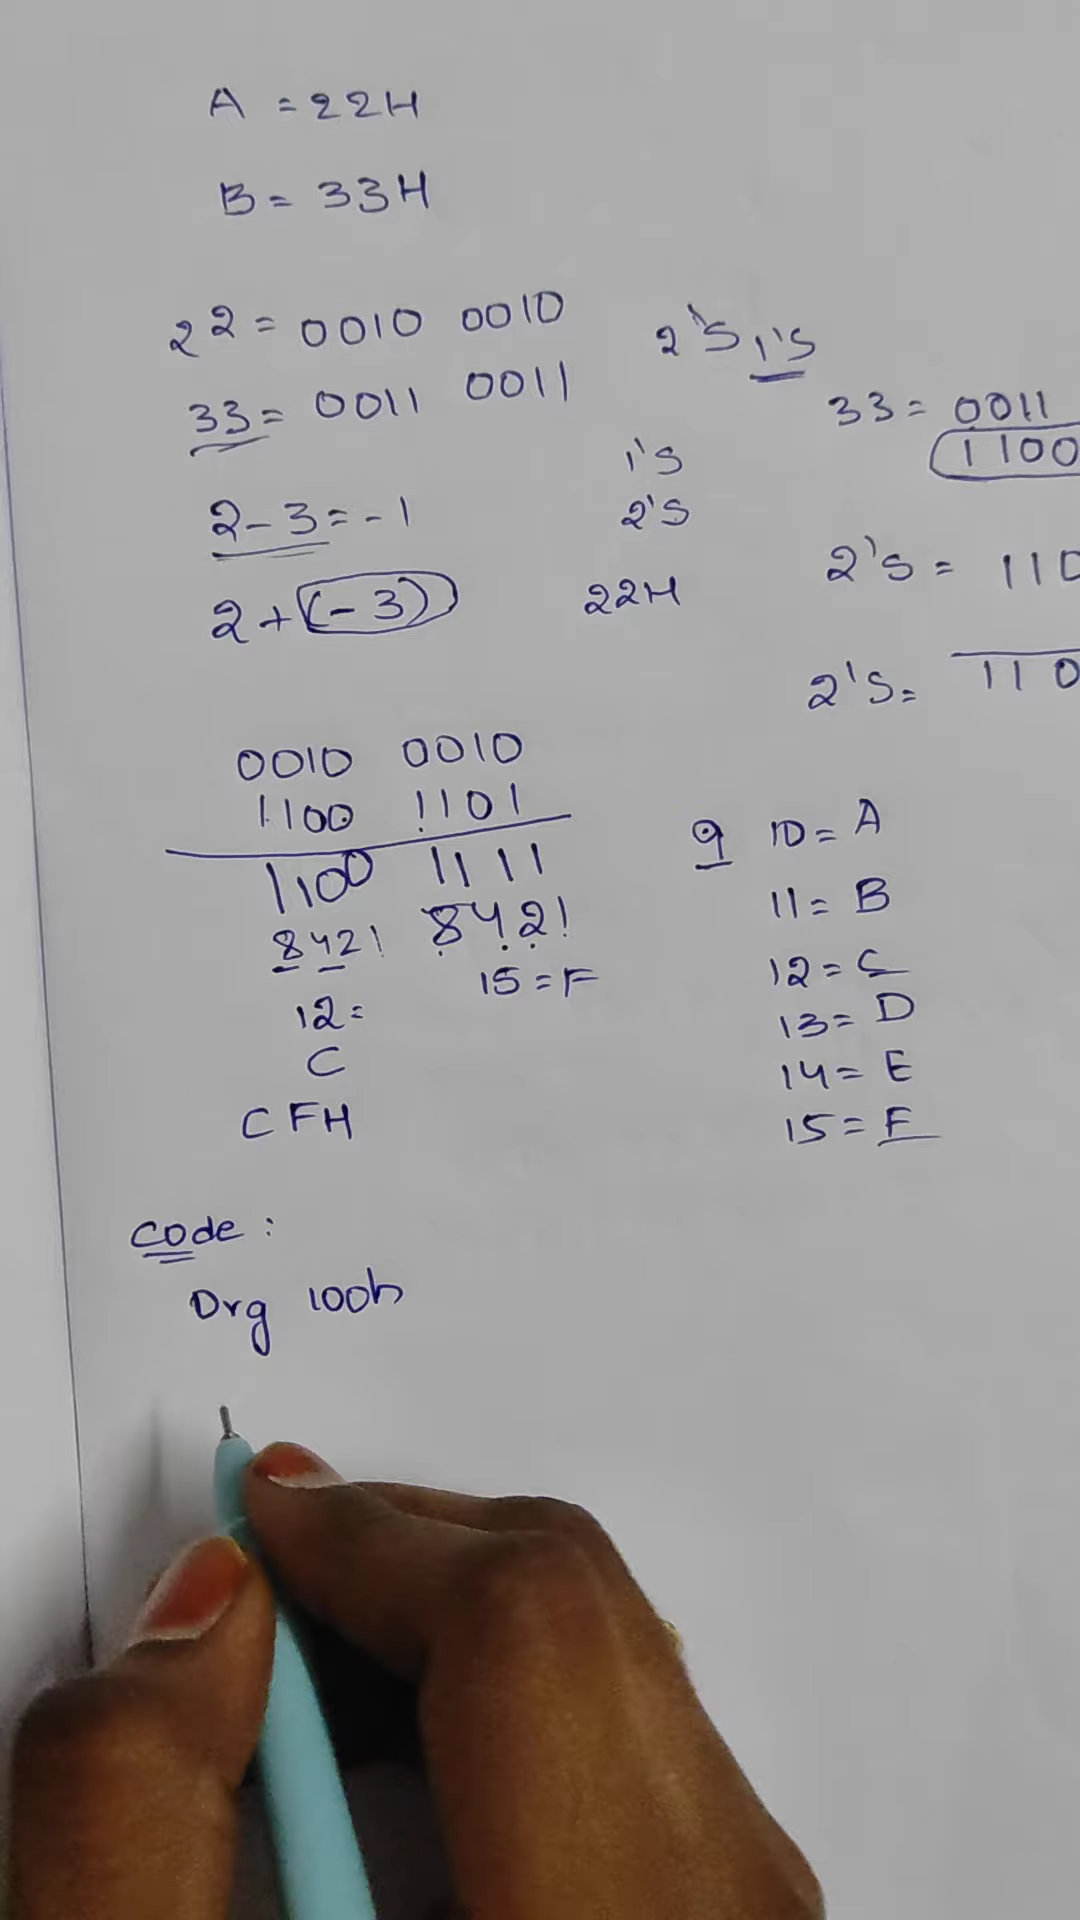 A = 22H
B = 33H
22 = 0010 0010
33 = 0011 0011
2's 1's
33 = 0011
1100
1's
2's
2 - 3 = -1
2's = 110
2 + (-3)
22H
2's = 110
0010 0010
1100 1101
1100 1111
8421 8421
12 =
15 = F
C
CFH
9 10 = A
11 = B
12 = C
13 = D
14 = E
15 = F
Code :
Org 100h